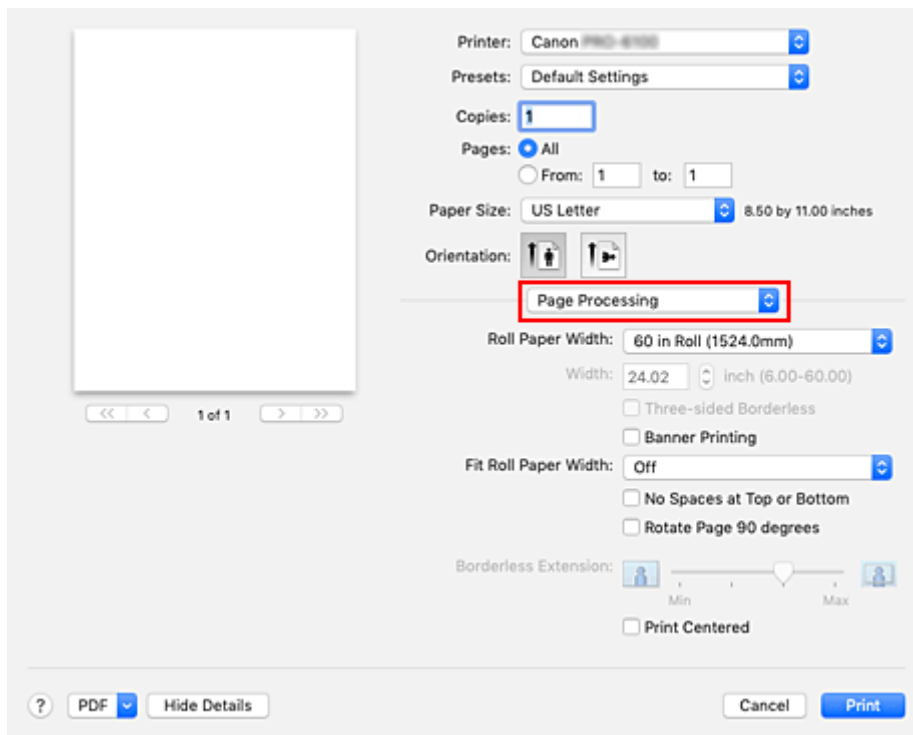 Printer: Canon
Presets: Default Settings
Copies: 1
Pages: All
From: 1 to: 1
Paper Size: US Letter 8.50 by 11.00 inches
Orientation:
Page Processing
Roll Paper Width: 60 in Roll (1524.0mm)
Width: 24.02 inch (6.00-60.00)
Three-sided Borderless
Banner Printing
Fit Roll Paper Width: Off
No Spaces at Top or Bottom
Rotate Page 90 degrees
Borderless Extension:
Min Max
Print Centered
<< < 1 of 1 > >>
? PDF Hide Details Cancel Print